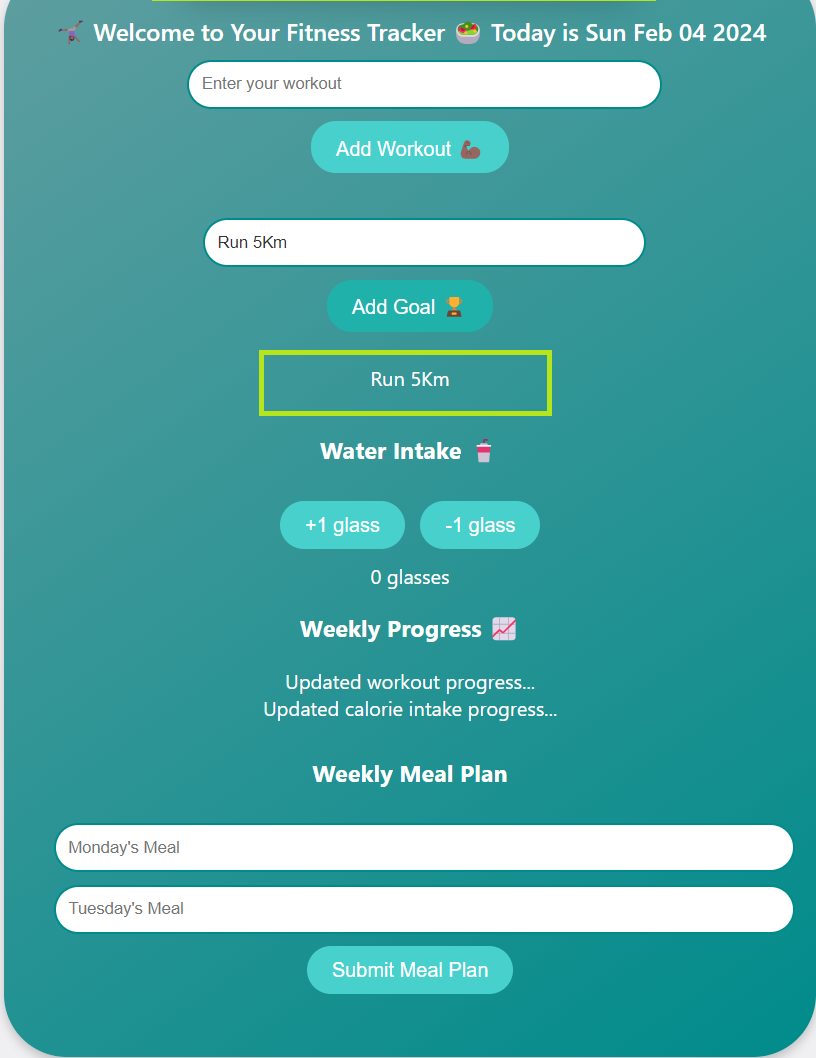 Welcome to Your Fitness Tracker 🥗 Today is Sun Feb 04 2024
Enter your workout
Add Workout
Run 5Km
Add Goal
Run 5Km
Water Intake
+1 glass -1 glass
0 glasses
Weekly Progress
Updated workout progress...
Updated calorie intake progress...
Weekly Meal Plan
Monday's Meal
Tuesday's Meal
Submit Meal Plan